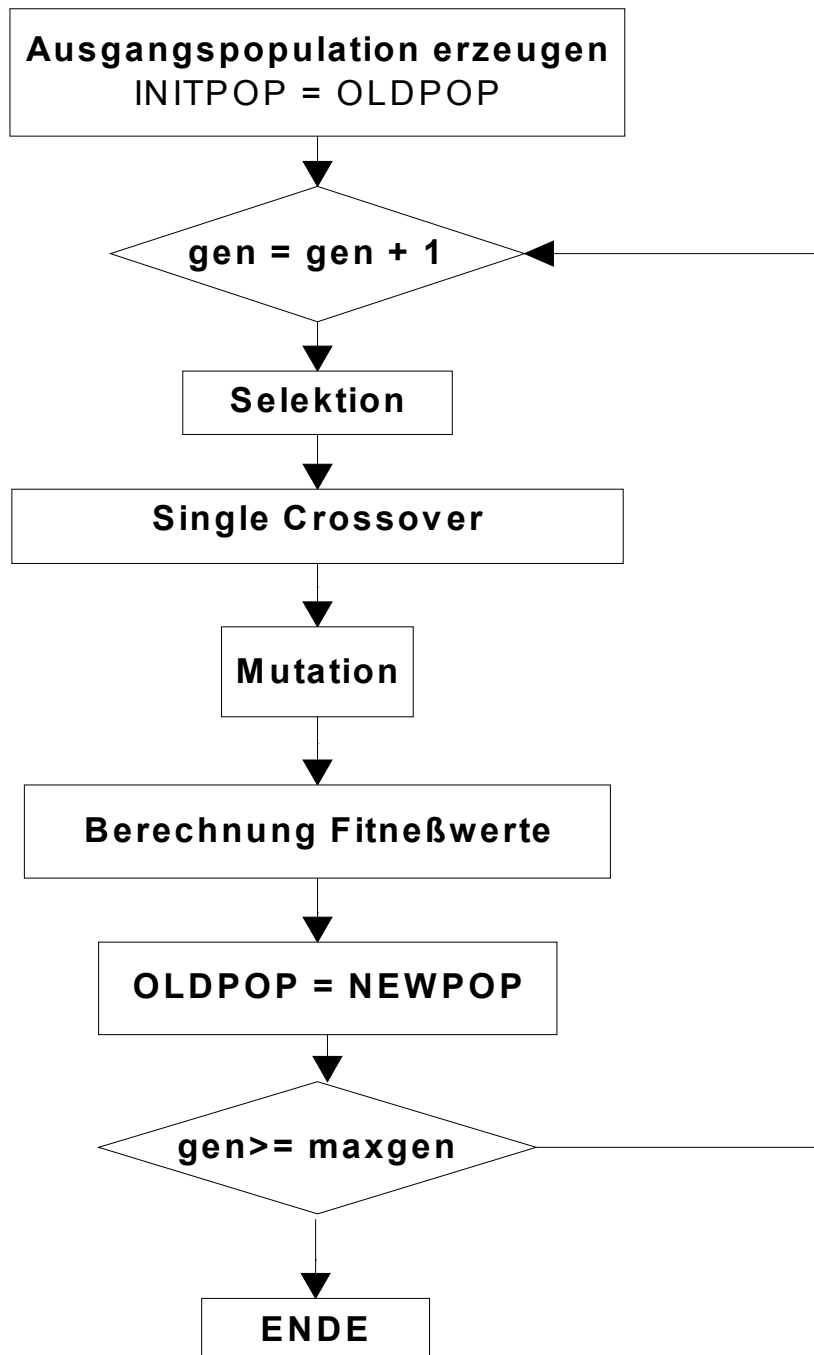 Ausgangspopulation erzeugen
INITPOP = OLDPOP
gen = gen + 1
Selektion
Single Crossover
Mutation
Berechnung Fitneßwerte
OLDPOP = NEWPOP
gen>= maxgen
ENDE